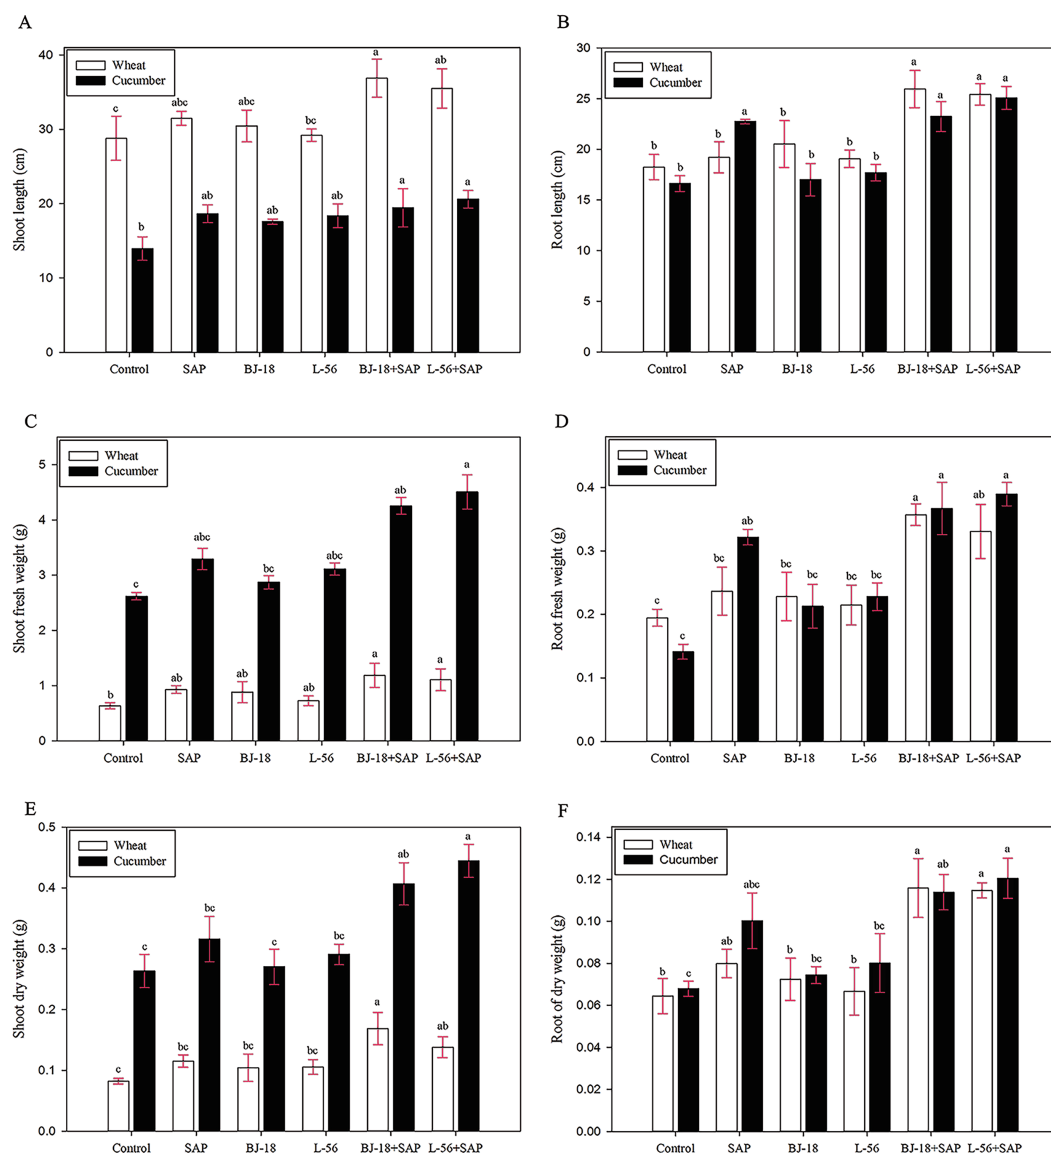 A
Shoot length (cm)
40
30
20
10
0
Wheat
Cucumber
c
b
abc
ab
abc
ab
bc
ab
a
a
ab
a
Control SAP BJ-18 L-56 BJ-18+SAP L-56+SAP
B
Root length (cm)
30
25
20
15
10
5
0
Wheat
Cucumber
b
b
b
a
b
b
b
b
a
a
a
a
Control SAP BJ-18 L-56 BJ-18+SAP L-56+SAP
C
Shoot fresh weight (g)
5
4
3
2
1
0
Wheat
Cucumber
b
c
ab
abc
ab
bc
ab
abc
a
ab
a
a
Control SAP BJ-18 L-56 BJ-18+SAP L-56+SAP
D
Root fresh weight (g)
0.4
0.3
0.2
0.1
0.0
Wheat
Cucumber
c
c
bc
ab
bc
bc
bc
bc
a
a
ab
a
Control SAP BJ-18 L-56 BJ-18+SAP L-56+SAP
E
Shoot dry weight (g)
0.5
0.4
0.3
0.2
0.1
0.0
Wheat
Cucumber
c
c
bc
bc
bc
c
bc
bc
a
ab
ab
a
Control SAP BJ-18 L-56 BJ-18+SAP L-56+SAP
F
Root of dry weight (g)
0.14
0.12
0.10
0.08
0.06
0.04
0.02
0.00
Wheat
Cucumber
b
c
ab
abc
b
bc
b
bc
a
ab
a
a
Control SAP BJ-18 L-56 BJ-18+SAP L-56+SAP